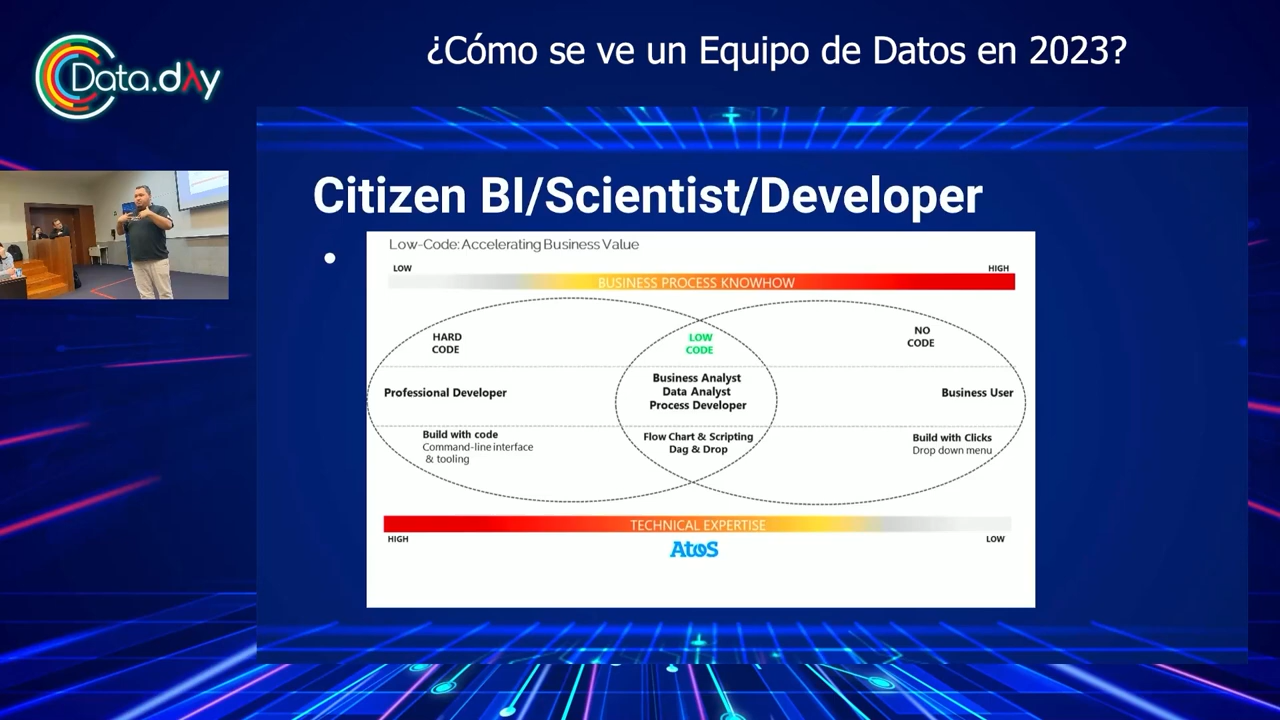 ¿Cómo se ve un Equipo de Datos en 2023?
Data.dλy
Citizen BI/Scientist/Developer
Low-Code: Accelerating Business Value
LOW
HIGH
BUSINESS PROCESS KNOWHOW
HARD
CODE
LOW
CODE
NO
CODE
Professional Developer
Business Analyst
Data Analyst
Process Developer
Business User
Build with code
Command-line interface
& tooling
Flow Chart & Scripting
Dag & Drop
Build with Clicks
Drop down menu
TECHNICAL EXPERTISE
HIGH
LOW
Atos